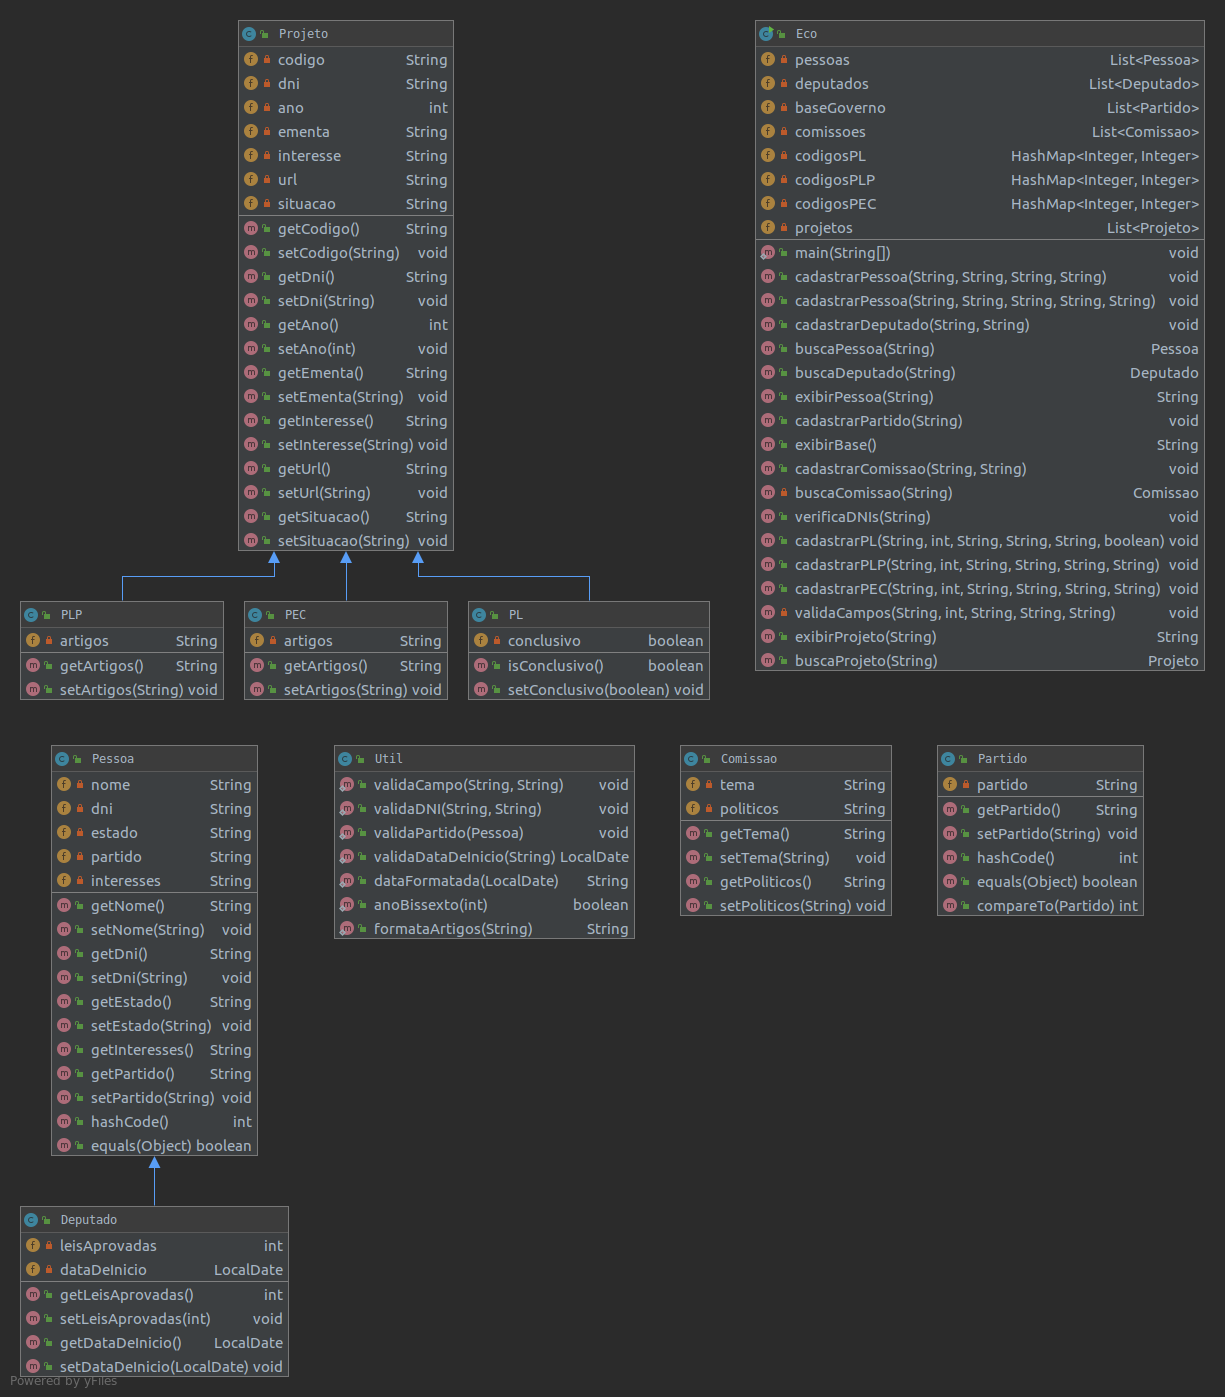 Projeto
codigo String
dni String
ano int
ementa String
interesse String
url String
situacao String
getCodigo() String
setCodigo(String) void
getDni() String
setDni(String) void
getAno() int
setAno(int) void
getEmenta() String
setEmenta(String) void
getInteresse() String
setInteresse(String) void
getUrl() String
setUrl(String) void
getSituacao() String
setSituacao(String) void
Eco
pessoas List<Pessoa>
deputados List<Deputado>
baseGoverno List<Partido>
comissoes List<Comissao>
codigosPL HashMap<Integer, Integer>
codigosPLP HashMap<Integer, Integer>
codigosPEC HashMap<Integer, Integer>
projetos List<Projeto>
main(String[]) void
cadastrarPessoa(String, String, String, String) void
cadastrarPessoa(String, String, String, String, String) void
cadastrarDeputado(String, String) void
buscaPessoa(String) Pessoa
buscaDeputado(String) Deputado
exibirPessoa(String) String
cadastrarPartido(String) void
exibirBase() String
cadastrarComissao(String, String) void
buscaComissao(String) Comissao
verificaDNIs(String) void
cadastrarPL(String, int, String, String, String, boolean) void
cadastrarPLP(String, int, String, String, String, String) void
cadastrarPEC(String, int, String, String, String, String) void
validaCampos(String, int, String, String, String) void
exibirProjeto(String) String
buscaProjeto(String) Projeto
PLP
artigos String
getArtigos() String
setArtigos(String) void
PEC
artigos String
getArtigos() String
setArtigos(String) void
PL
conclusivo boolean
isConclusivo() boolean
setConclusivo(boolean) void
Pessoa
nome String
dni String
estado String
partido String
interesses String
getNome() String
setNome(String) void
getDni() String
setDni(String) void
getEstado() String
setEstado(String) void
getInteresses() String
getPartido() String
setPartido(String) void
hashCode() int
equals(Object) boolean
Util
validaCampo(String, String) void
validaDNI(String, String) void
validaPartido(Pessoa) void
validaDataDeInicio(String) LocalDate
dataFormatada(LocalDate) String
anoBissexto(int) boolean
formataArtigos(String) String
Comissao
tema String
politicos String
getTema() String
setTema(String) void
getPoliticos() String
setPoliticos(String) void
Partido
partido String
getPartido() String
setPartido(String) void
hashCode() int
equals(Object) boolean
compareTo(Partido) int
Deputado
leisAprovadas int
dataDeInicio LocalDate
getLeisAprovadas() int
setLeisAprovadas(int) void
getDataDeInicio() LocalDate
setDataDeInicio(LocalDate) void
Powered by yFiles